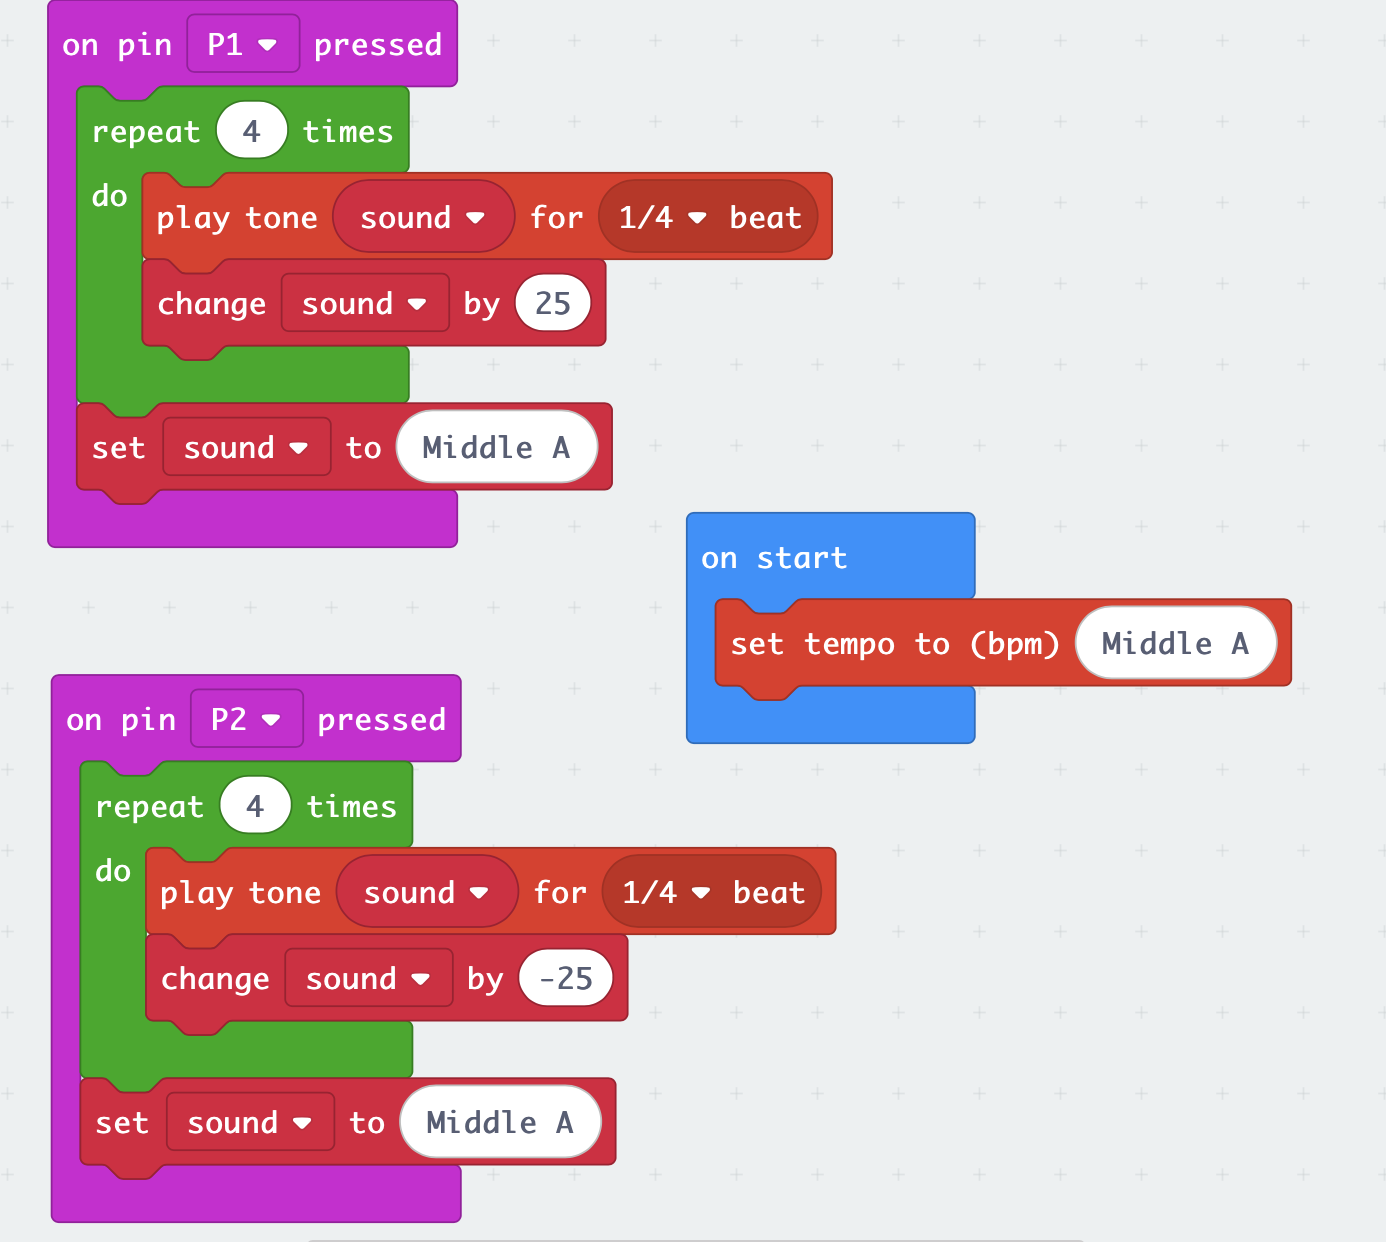 on pin P1 pressed
repeat 4 times
do
play tone sound for 1/4 beat
change sound by 25
set sound to Middle A
on start
set tempo to (bpm) Middle A
on pin P2 pressed
repeat 4 times
do
play tone sound for 1/4 beat
change sound by -25
set sound to Middle A